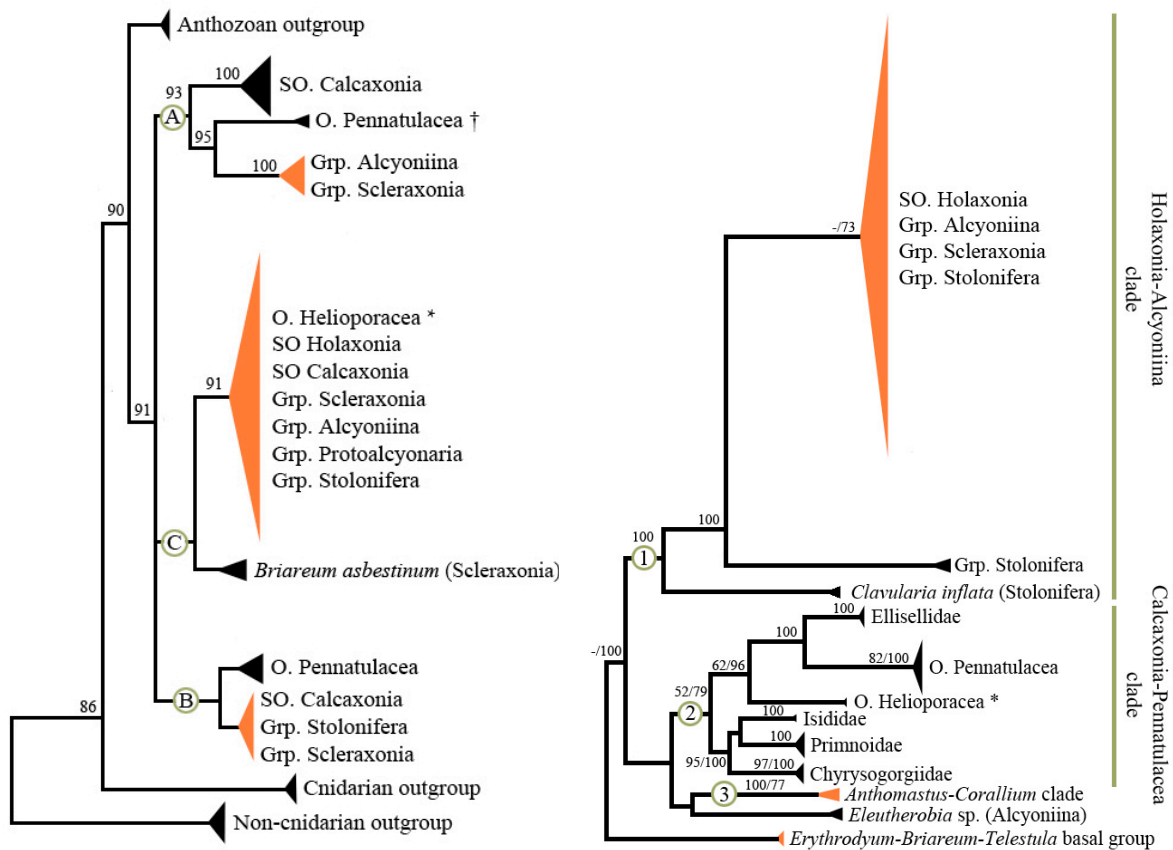 Anthozoan outgroup
100
SO. Calcaxonia
93
A
O. Pennatulacea †
95
100
Grp. Alcyoniina
Grp. Scleraxonia
90
O. Helioporacea *
SO Holaxonia
SO Calcaxonia
91
Grp. Scleraxonia
91
Grp. Alcyoniina
Grp. Protoalcyonaria
Grp. Stolonifera
C
Briareum asbestinum (Scleraxonia)
O. Pennatulacea
B
SO. Calcaxonia
86
Grp. Stolonifera
Grp. Scleraxonia
Cnidarian outgroup
Non-cnidarian outgroup
SO. Holaxonia
Grp. Alcyoniina
-/73
Grp. Scleraxonia
Grp. Stolonifera
Holaxonia-Alcyoniina
clade
100
100
1
Grp. Stolonifera
Clavularia inflata (Stolonifera)
100
Ellisellidae
100
-/100
62/96
82/100
O. Pennatulacea
52/79
O. Helioporacea *
2
100
Isididae
100
Primnoidae
95/100
97/100
Chyrysogorgiidae
Calcaxonia-Pennatulacea
clade
3
100/77
Anthomastus-Corallium clade
Eleutherobia sp. (Alcyoniina)
Erythrodyum-Briareum-Telestula basal group